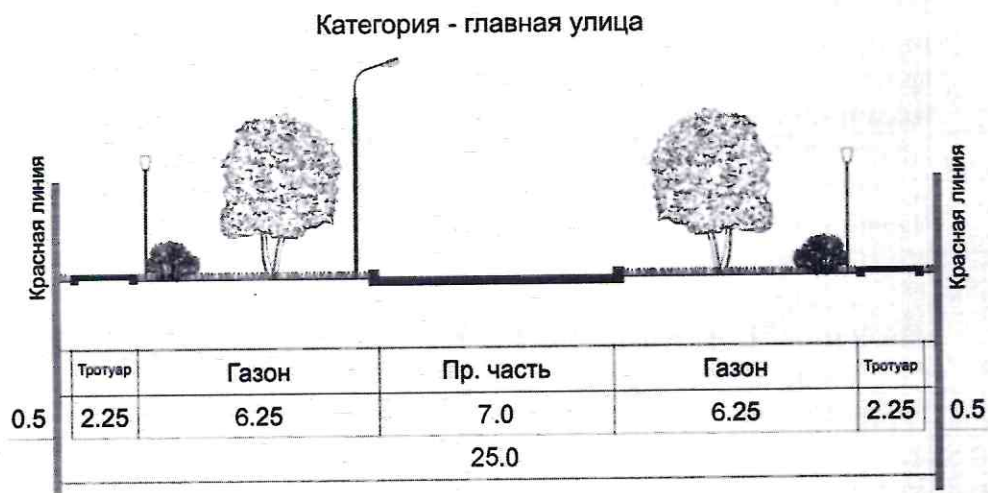 Категория - главная улица
Красная линия
Красная линия
Тротуар Газон Пр. часть Газон Тротуар
0.5 2.25 6.25 7.0 6.25 2.25 0.5
25.0